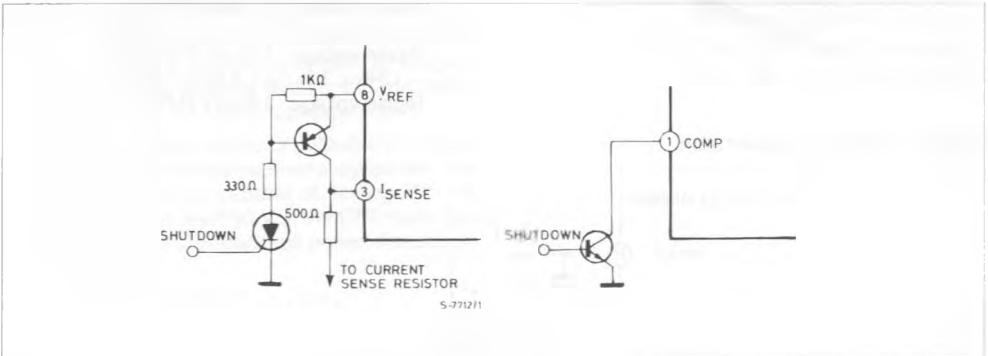 1KΩ
8 VREF
330Ω
3 ISENSE
500Ω
SHUTDOWN
TO CURRENT
SENSE RESISTOR
S-7712/1
1 COMP
SHUTDOWN